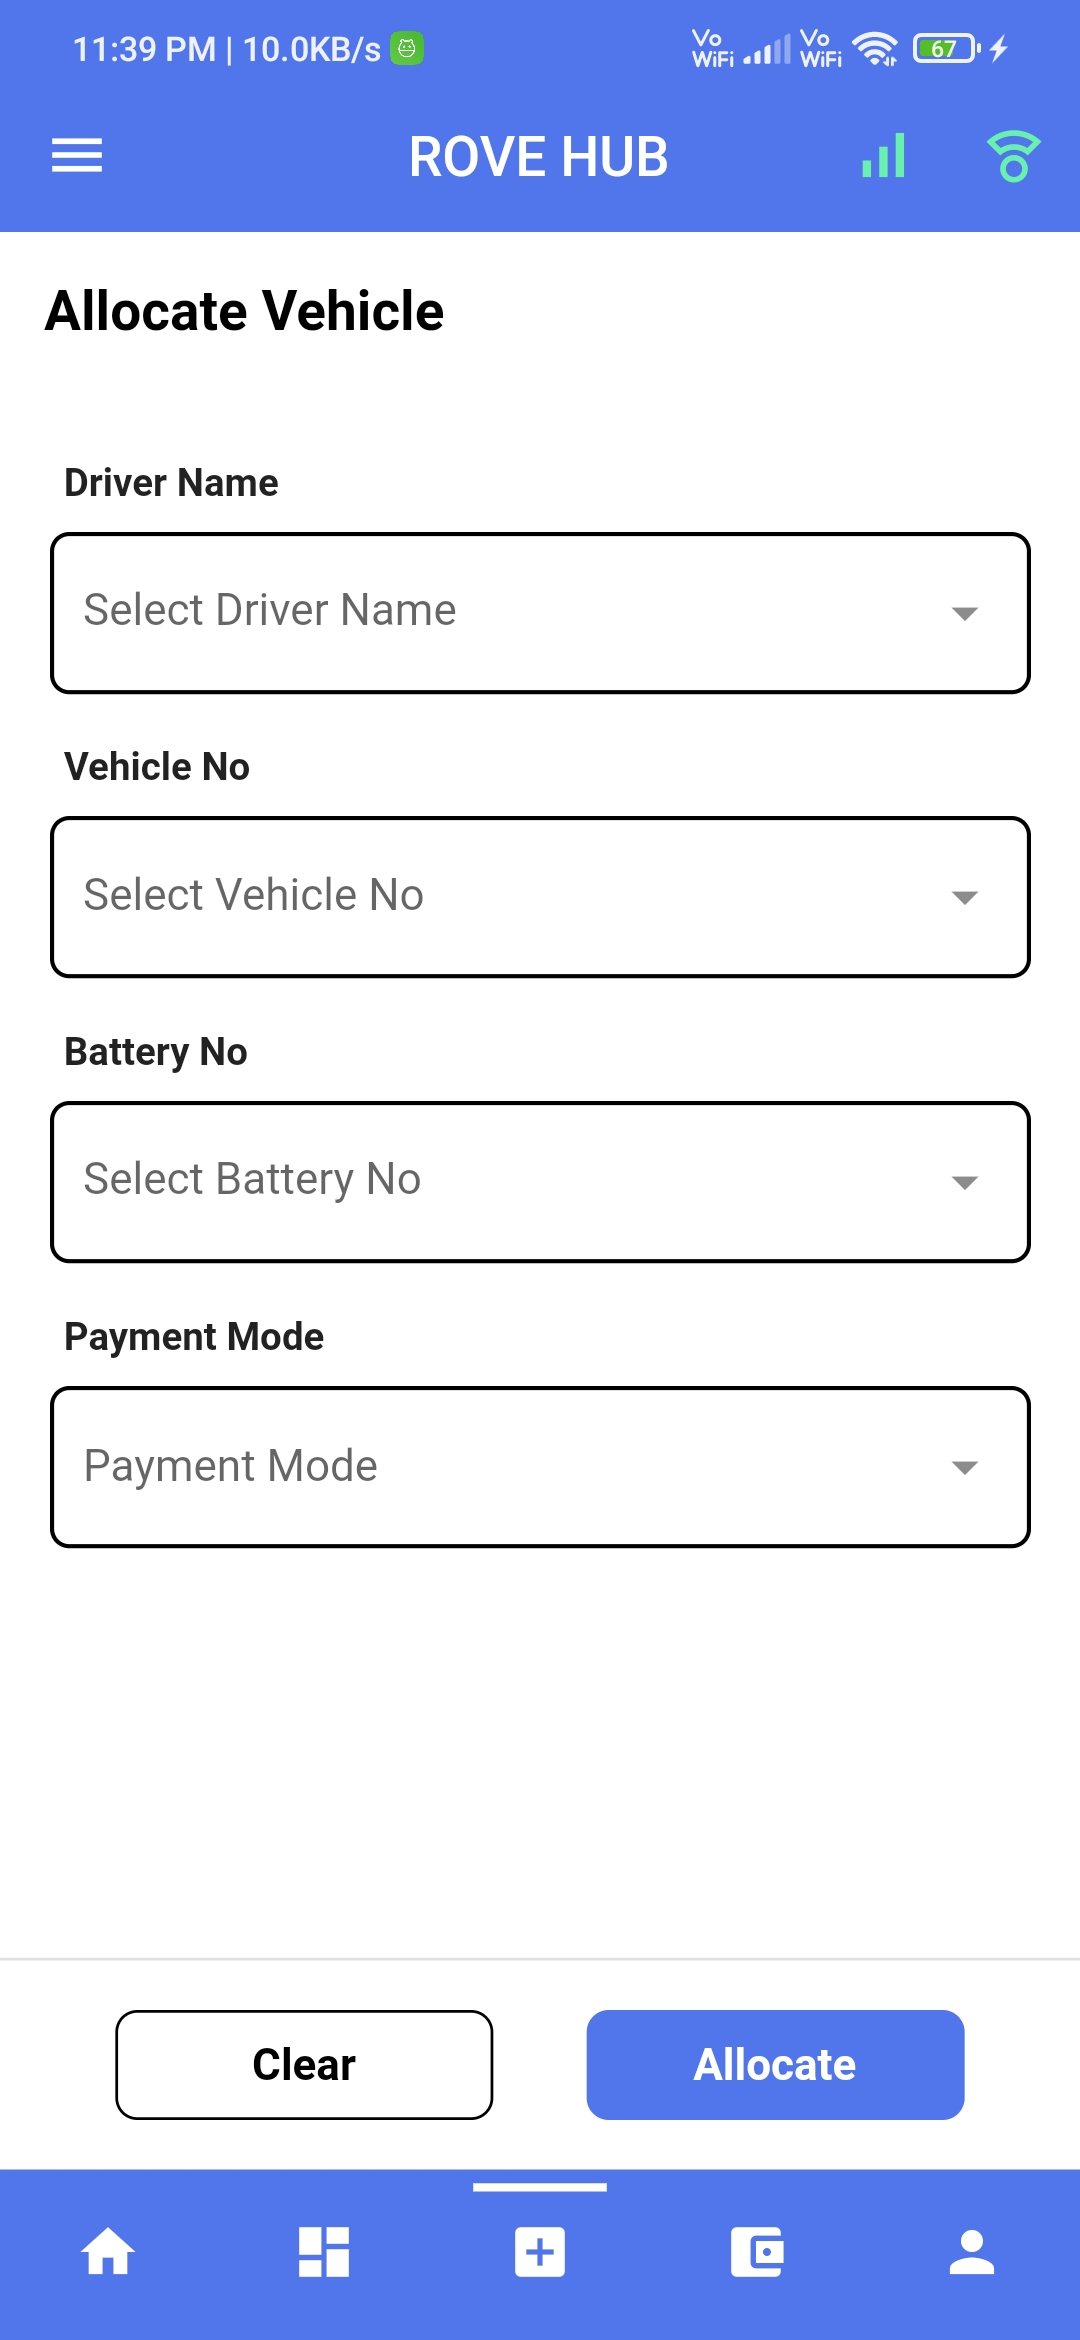 11:39 PM | 10.0KB/s
Vo WiFi Vo WiFi 67
ROVE HUB
Allocate Vehicle
Driver Name
Select Driver Name
Vehicle No
Select Vehicle No
Battery No
Select Battery No
Payment Mode
Payment Mode
Clear Allocate